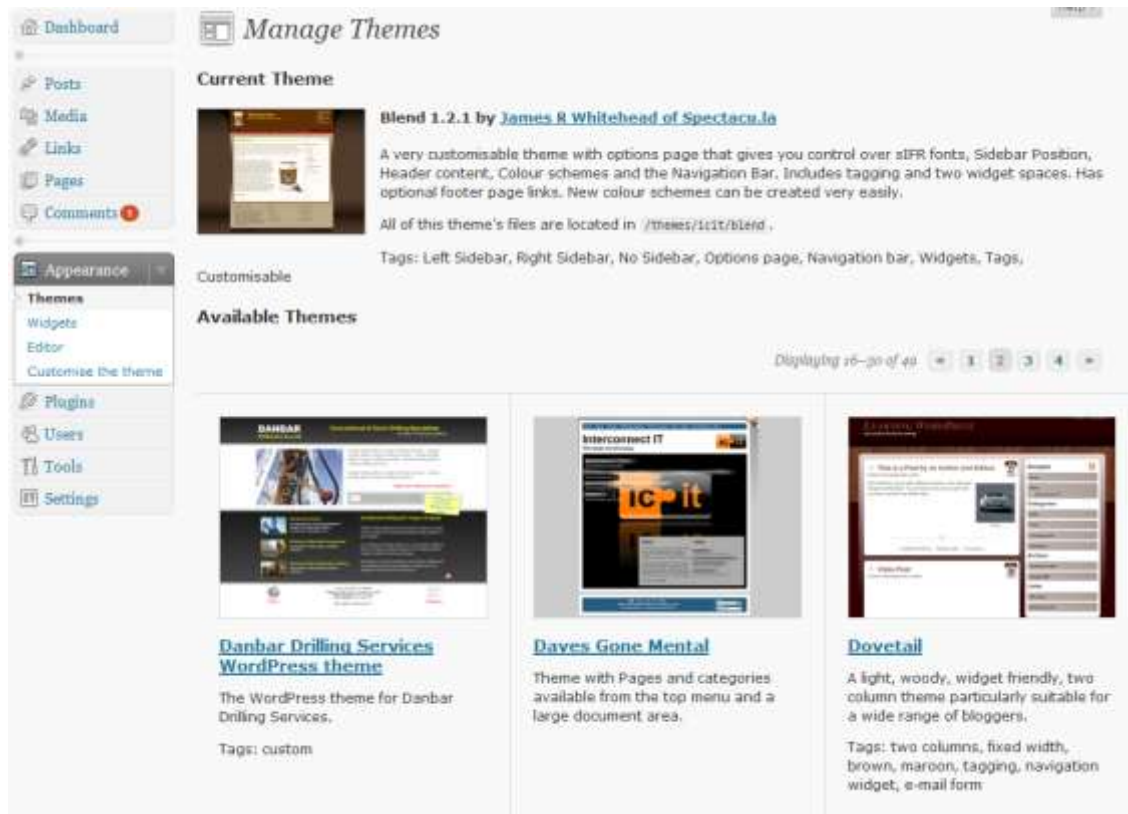 Dashboard
Posts
Media
Links
Pages
Comments
Appearance
Themes
Widgets
Editor
Customise the theme
Plugins
Users
Tools
Settings
Manage Themes
Current Theme
Blend 1.2.1 by James R Whitehead of Spectacu.la
A very customisable theme with options page that gives you control over sIFR fonts, Sidebar Position,
Header content, Colour schemes and the Navigation Bar. Includes tagging and two widget spaces. Has
optional footer page links. New colour schemes can be created very easily.
All of this theme's files are located in /themes/icit/blend .
Tags: Left Sidebar, Right Sidebar, No Sidebar, Options page, Navigation bar, Widgets, Tags,
Customisable
Available Themes
Displaying 16–30 of 49 « 1 2 3 4 »
DANBAR
Interconnect IT
ic it
Danbar Drilling Services
WordPress theme
The WordPress theme for Danbar
Drilling Services.
Tags: custom
Daves Gone Mental
Theme with Pages and categories
available from the top menu and a
large document area.
Dovetail
A light, woody, widget friendly, two
column theme particularly suitable for
a wide range of bloggers.
Tags: two columns, fixed width,
brown, maroon, tagging, navigation
widget, e-mail form